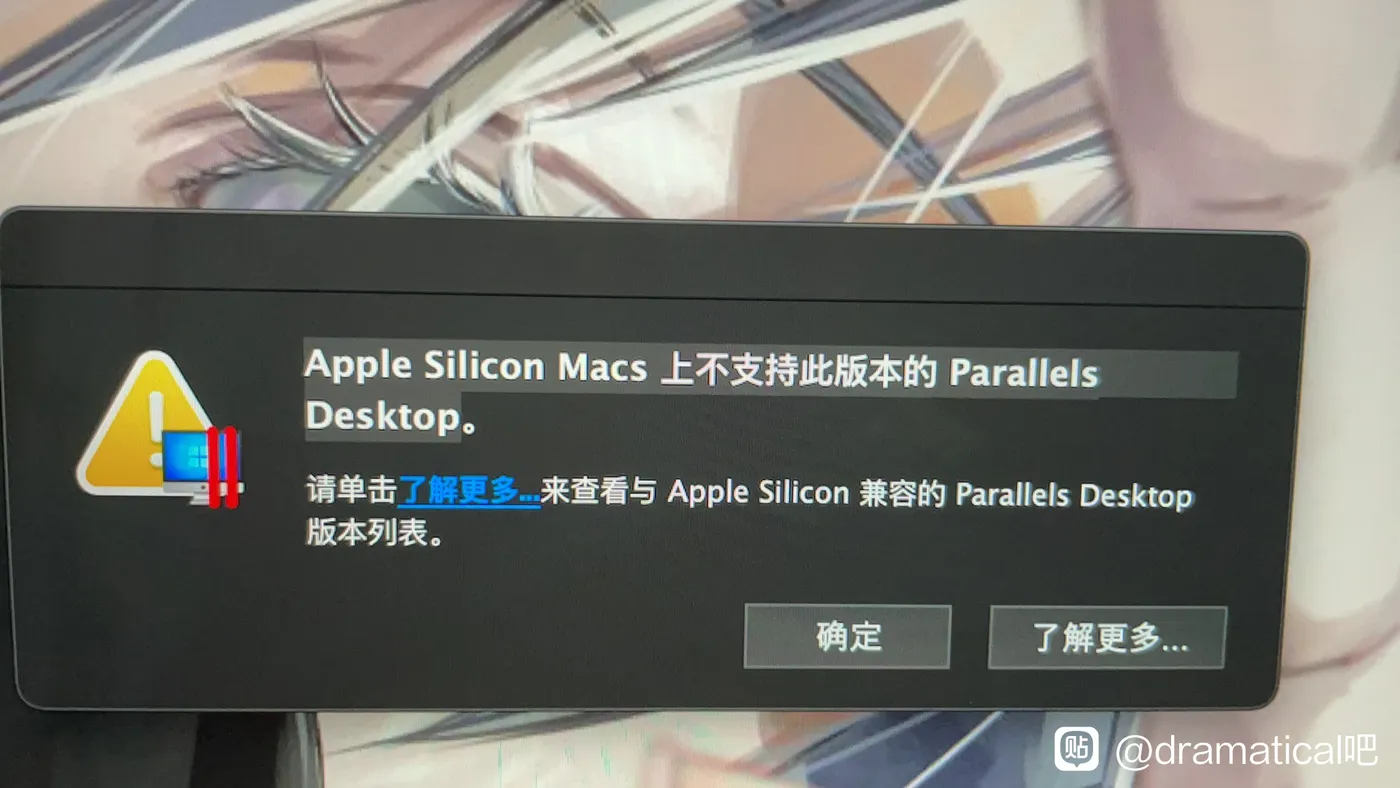 Apple Silicon Macs 上不支持此版本的 Parallels
Desktop。
请单击了解更多...来查看与 Apple Silicon 兼容的 Parallels Desktop
版本列表。
确定
了解更多...
贴 @dramatical吧